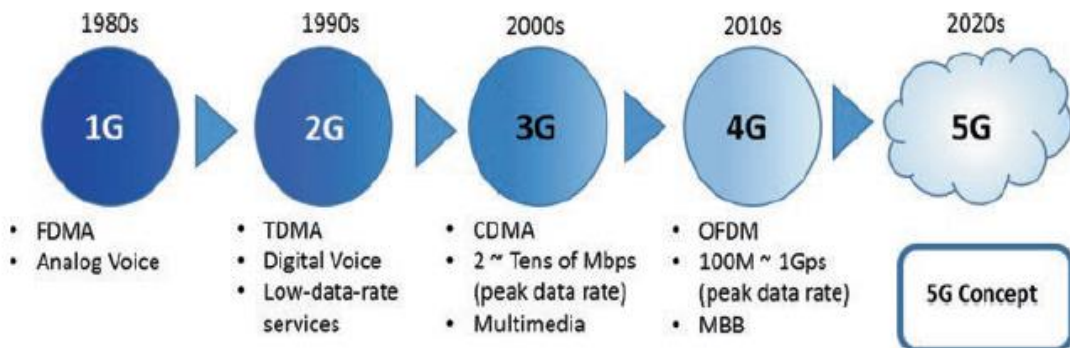 1980s
1990s
2000s
2010s
2020s
1G
2G
3G
4G
5G
• FDMA
• Analog Voice
• TDMA
• Digital Voice
• Low-data-rate
services
• CDMA
• 2 ~ Tens of Mbps
(peak data rate)
• Multimedia
• OFDM
• 100M ~ 1Gps
(peak data rate)
• MBB
5G Concept